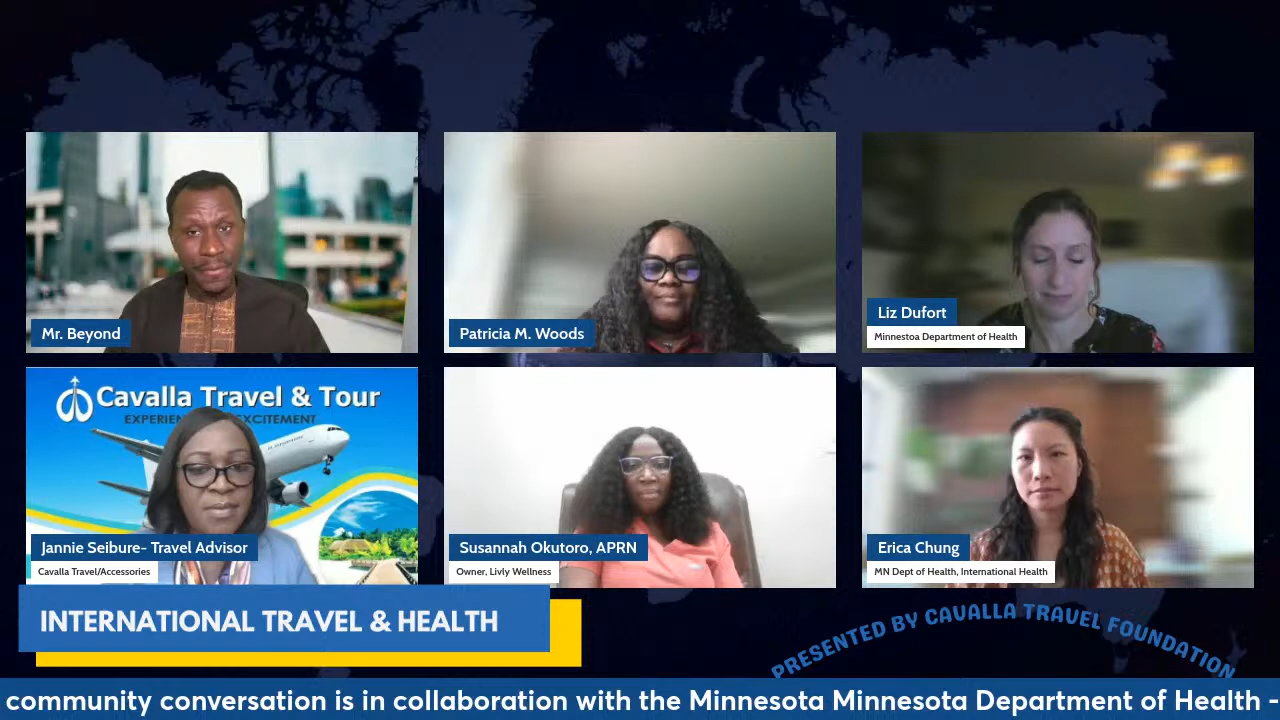 Mr. Beyond
Patricia M. Woods
Liz Dufort
Minnestoa Department of Health
Cavalla Travel & Tour
EXPERIEN
EXCITEMENT
Jannie Seibure- Travel Advisor
Cavalla Travel/Accessories
Susannah Okutoro, APRN
Owner, Livly Wellness
Erica Chung
MN Dept of Health, International Health
INTERNATIONAL TRAVEL & HEALTH
PRESENTED BY CAVALLA TRAVEL FOUNDATION
community conversation is in collaboration with the Minnesota Minnesota Department of Health -